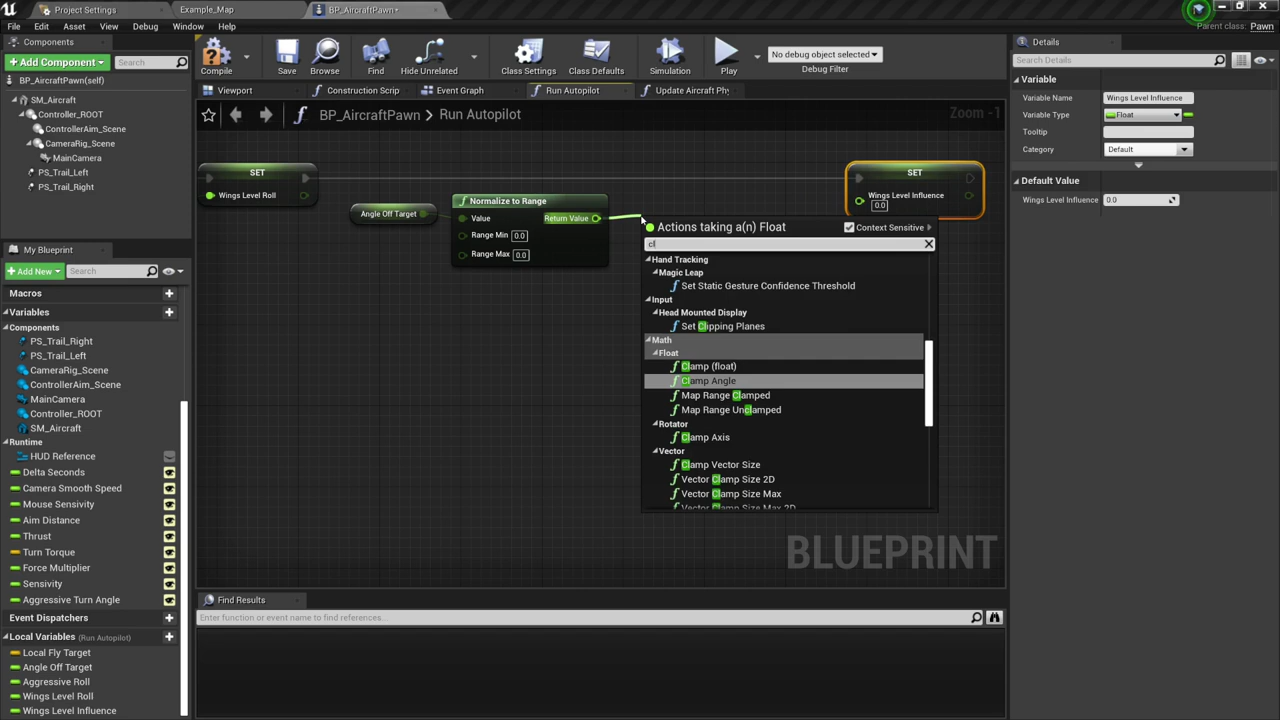 Project Settings
Example_Map
BP_AircraftPawn*
Parent class: Pawn
File Edit Asset View Debug Window Help
Components
+ Add Component
Search
BP_AircraftPawn(self)
SM_Aircraft
Controller_ROOT
ControllerAim_Scene
CameraRig_Scene
MainCamera
PS_Trail_Left
PS_Trail_Right
My Blueprint
+ Add New
Search
Macros
Variables
Components
PS_Trail_Right
PS_Trail_Left
CameraRig_Scene
ControllerAim_Scene
MainCamera
Controller_ROOT
SM_Aircraft
Runtime
HUD Reference
Delta Seconds
Camera Smooth Speed
Mouse Sensivity
Aim Distance
Thrust
Turn Torque
Force Multiplier
Sensivity
Aggressive Turn Angle
Event Dispatchers
Local Variables (Run Autopilot)
Local Fly Target
Angle Off Target
Aggressive Roll
Wings Level Roll
Wings Level Influence
Compile
Save
Browse
Find
Hide Unrelated
Class Settings
Class Defaults
Simulation
Play
No debug object selected
Debug Filter
Viewport
Construction Scrip
Event Graph
Run Autopilot
Update Aircraft Phy
BP_AircraftPawn > Run Autopilot
Zoom -1
SET
Wings Level Roll
Angle Off Target
Normalize to Range
Value
Return Value
Range Min 0.0
Range Max 0.0
SET
Wings Level Influence
0.0
Actions taking a(n) Float
Context Sensitive
cl
Hand Tracking
Magic Leap
Set Static Gesture Confidence Threshold
Input
Head Mounted Display
Set Clipping Planes
Math
Float
Clamp (float)
Clamp Angle
Map Range Clamped
Map Range Unclamped
Rotator
Clamp Axis
Vector
Clamp Vector Size
Vector Clamp Size 2D
Vector Clamp Size Max
Vector Clamp Size Max 2D
BLUEPRINT
Find Results
Enter function or event name to find references...
Details
Search Details
Variable
Variable Name Wings Level Influence
Variable Type Float
Tooltip
Category Default
Default Value
Wings Level Influence 0.0